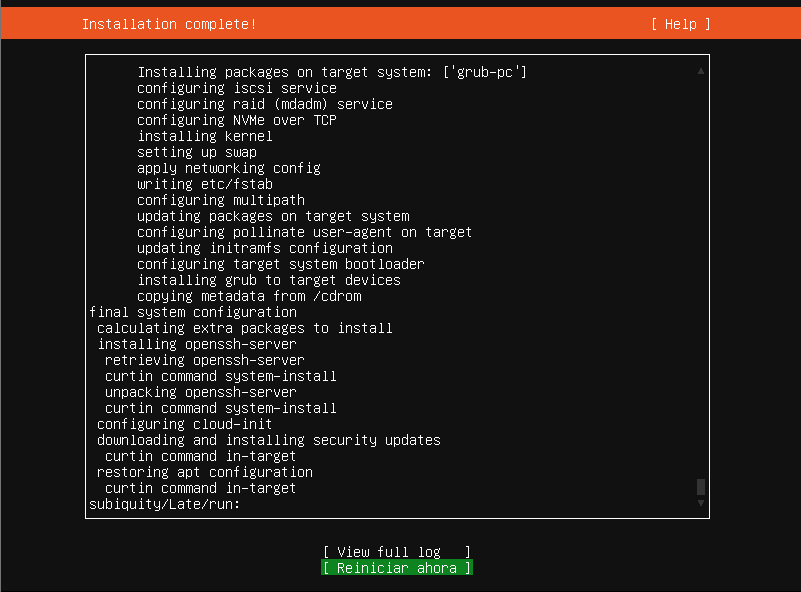 Installation complete! [ Help ]
Installing packages on target system: ['grub-pc']
configuring iscsi service
configuring raid (mdadm) service
configuring NVMe over TCP
installing kernel
setting up swap
apply networking config
writing etc/fstab
configuring multipath
updating packages on target system
configuring pollinate user-agent on target
updating initramfs configuration
configuring target system bootloader
installing grub to target devices
copying metadata from /cdrom
final system configuration
calculating extra packages to install
installing openssh-server
retrieving openssh-server
curtin command system-install
unpacking openssh-server
curtin command system-install
configuring cloud-init
downloading and installing security updates
curtin command in-target
restoring apt configuration
curtin command in-target
subiquity/Late/run:
[ View full log ]
[ Reiniciar ahora ]